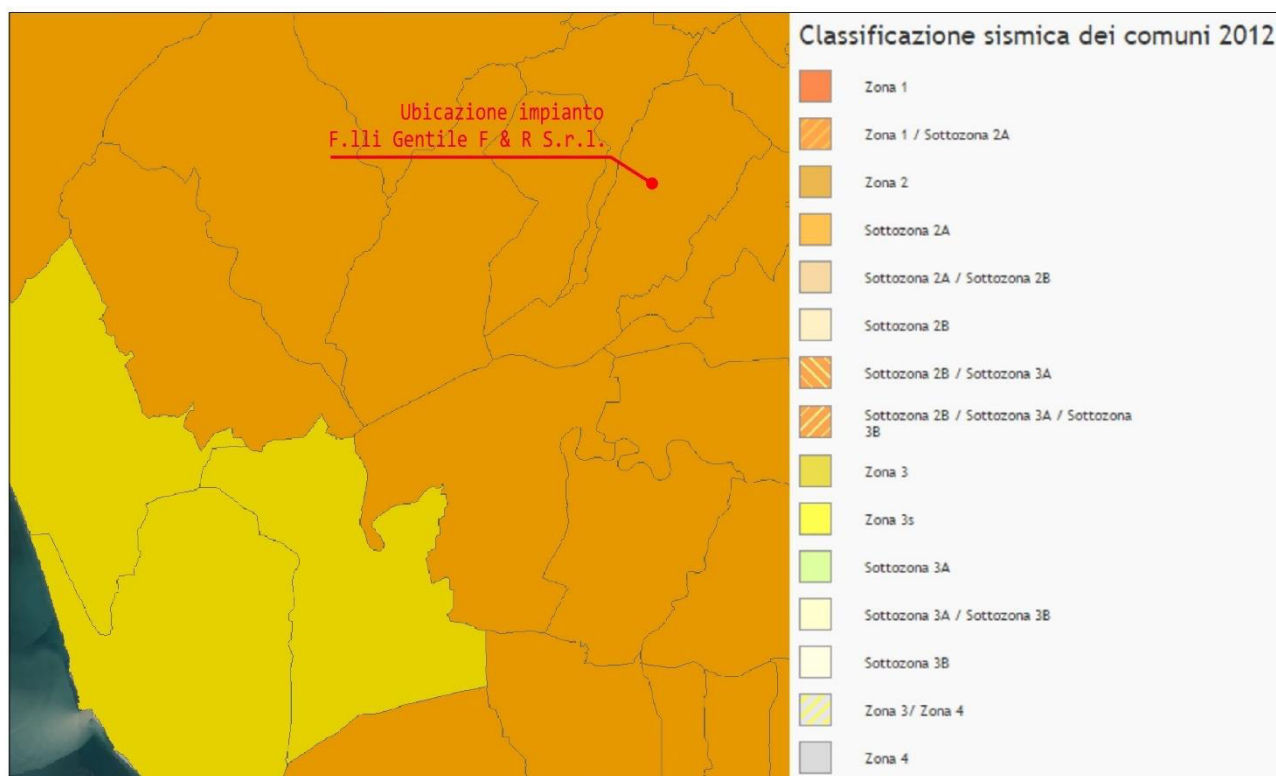 Ubicazione impianto
F.lli Gentile F & R S.r.l.
Classificazione sismica dei comuni 2012
Zona 1
Zona 1 / Sottozona 2A
Zona 2
Sottozona 2A
Sottozona 2A / Sottozona 2B
Sottozona 2B
Sottozona 2B / Sottozona 3A
Sottozona 2B / Sottozona 3A / Sottozona
3B
Zona 3
Zona 3s
Sottozona 3A
Sottozona 3A / Sottozona 3B
Sottozona 3B
Zona 3/ Zona 4
Zona 4